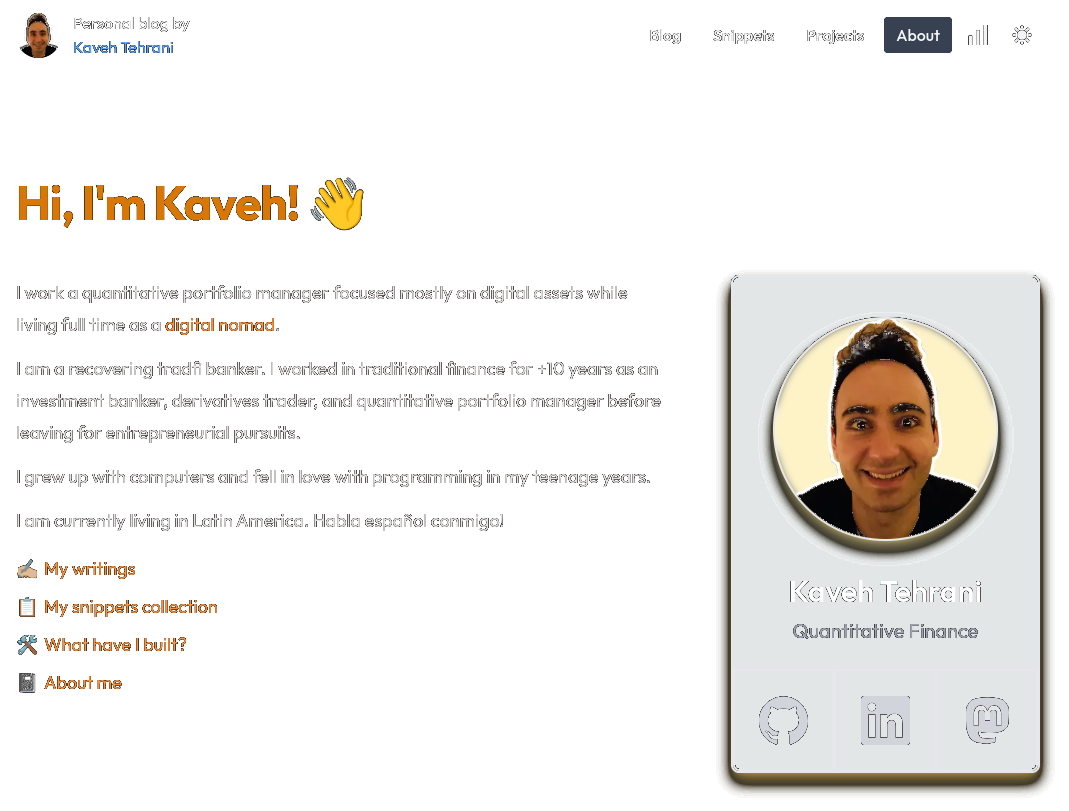 Personal blog by
Kaveh Tehrani
Blog Snippets Projects About
Hi, I'm Kaveh! 👋
I work a quantitative portfolio manager focused mostly on digital assets while
living full time as a digital nomad.
I am a recovering tradfi banker. I worked in traditional finance for +10 years as an
investment banker, derivatives trader, and quantitative portfolio manager before
leaving for entrepreneurial pursuits.
I grew up with computers and fell in love with programming in my teenage years.
I am currently living in Latin America. Habla español conmigo!
✍🏼 My writings
📋 My snippets collection
🛠 What have I built?
📓 About me
Kaveh Tehrani
Quantitative Finance
in